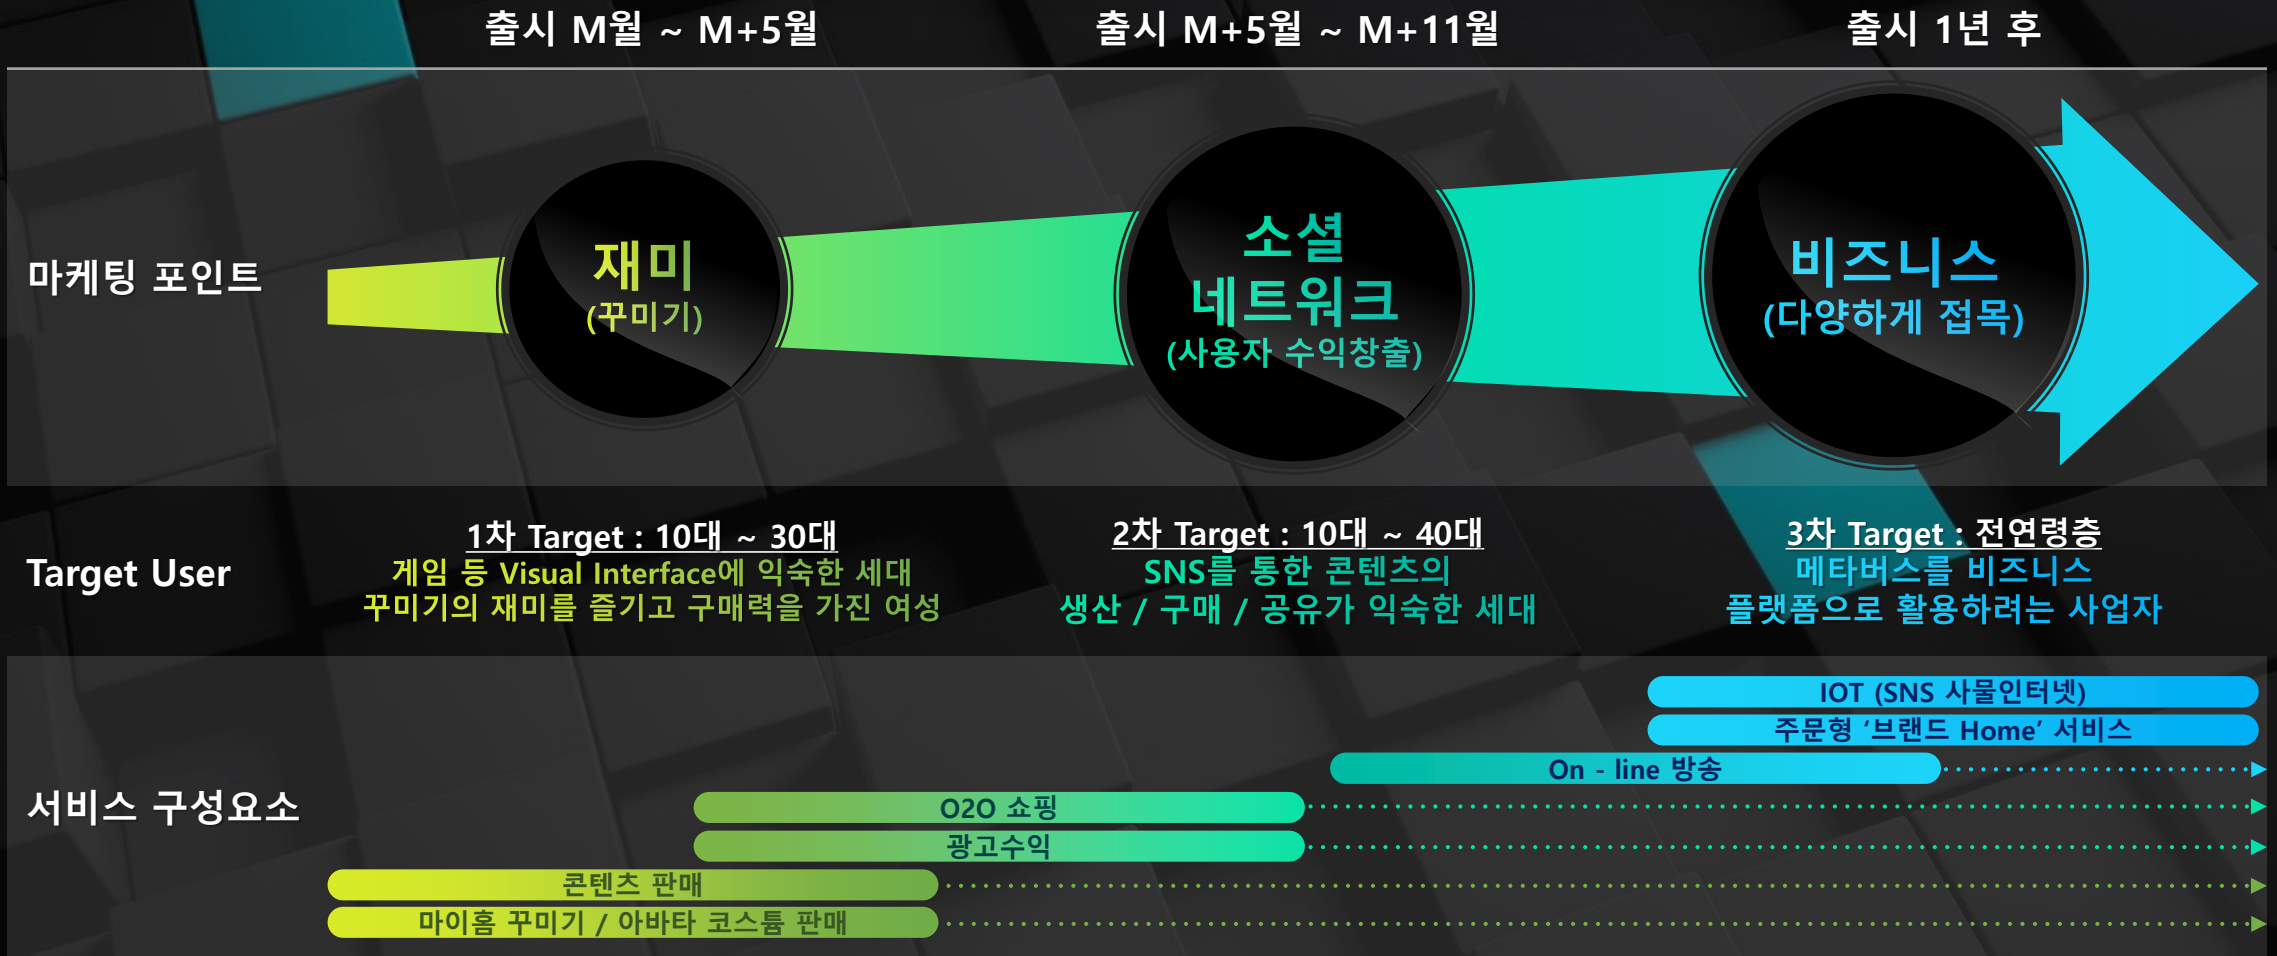 출시 M월 ~ M+5월
출시 M+5월 ~ M+11월
출시 1년 후
마케팅 포인트
재미
(꾸미기)
소셜
네트워크
(사용자 수익창출)
비즈니스
(다양하게 접목)
Target User
1차 Target : 10대 ~ 30대
게임 등 Visual Interface에 익숙한 세대
꾸미기의 재미를 즐기고 구매력을 가진 여성
2차 Target : 10대 ~ 40대
SNS를 통한 콘텐츠의
생산 / 구매 / 공유가 익숙한 세대
3차 Target : 전연령층
메타버스를 비즈니스
플랫폼으로 활용하려는 사업자
서비스 구성요소
IOT (SNS 사물인터넷)
주문형 ‘브랜드 Home’ 서비스
On - line 방송
O2O 쇼핑
광고수익
콘텐츠 판매
마이홈 꾸미기 / 아바타 코스튬 판매